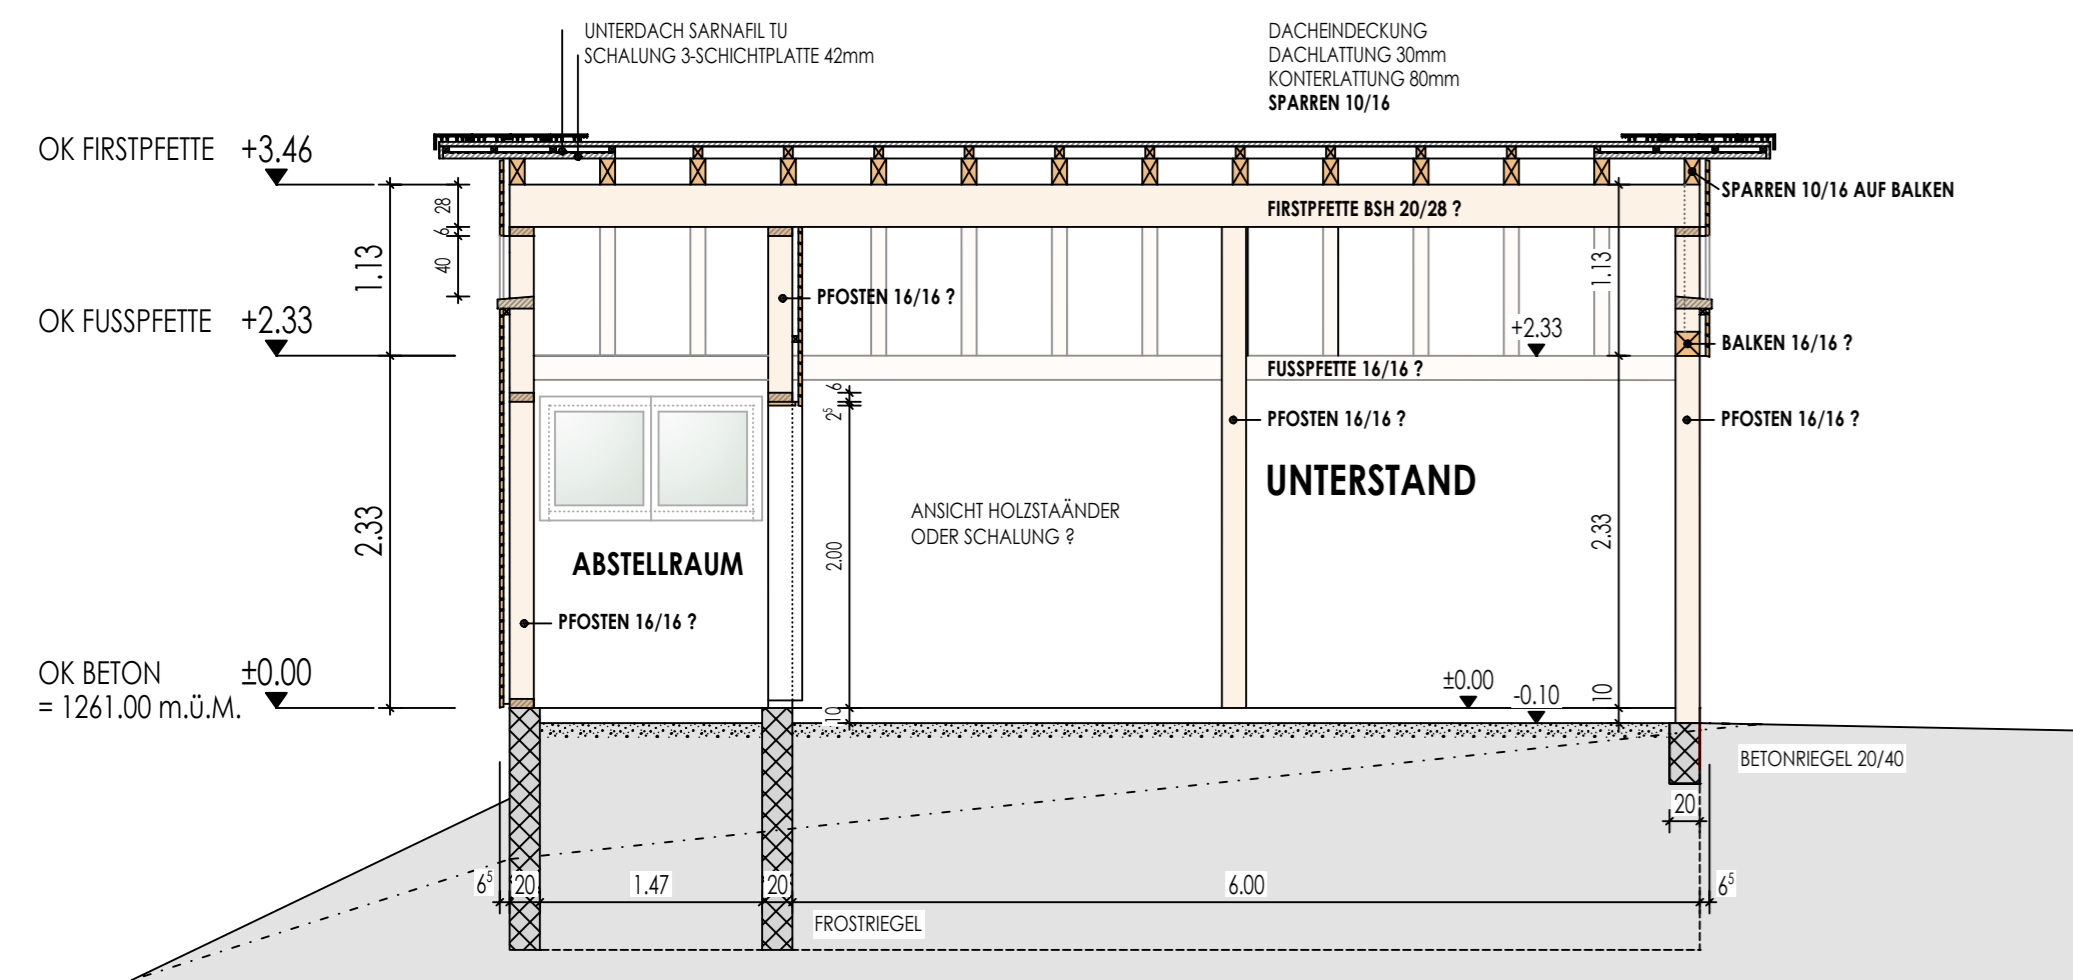 UNTERDACH SARNAFIL TU
SCHALUNG 3-SCHICHTPLATTE 42mm
DACHEINDECKUNG
DACHLATTUNG 30mm
KONTERLATTUNG 80mm
SPARREN 10/16
OK FIRSTPFETTE +3.46
SPARREN 10/16 AUF BALKEN
28
FIRSTPFETTE BSH 20/28 ?
6
40
1.13
1.13
PFOSTEN 16/16 ?
OK FUSSPFETTE +2.33
+2.33
BALKEN 16/16 ?
FUSSPFETTE 16/16 ?
6
2⁵
PFOSTEN 16/16 ?
PFOSTEN 16/16 ?
UNTERSTAND
ANSICHT HOLZSTAÄNDER
ODER SCHALUNG ?
2.33
2.00
2.33
ABSTELLRAUM
PFOSTEN 16/16 ?
OK BETON ±0.00
= 1261.00 m.ü.M.
±0.00
-0.10
10
10
BETONRIEGEL 20/40
20
6⁵
20
1.47
20
6.00
6⁵
FROSTRIEGEL